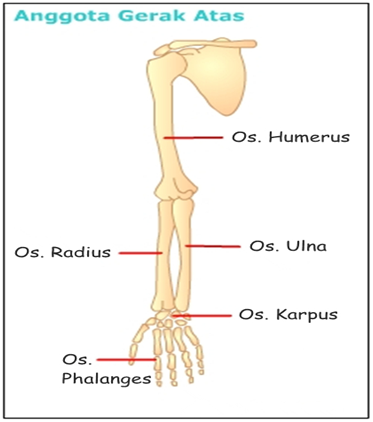 Anggota Gerak Atas
Os. Humerus
Os. Radius
Os. Ulna
Os. Karpus
Os.
Phalanges